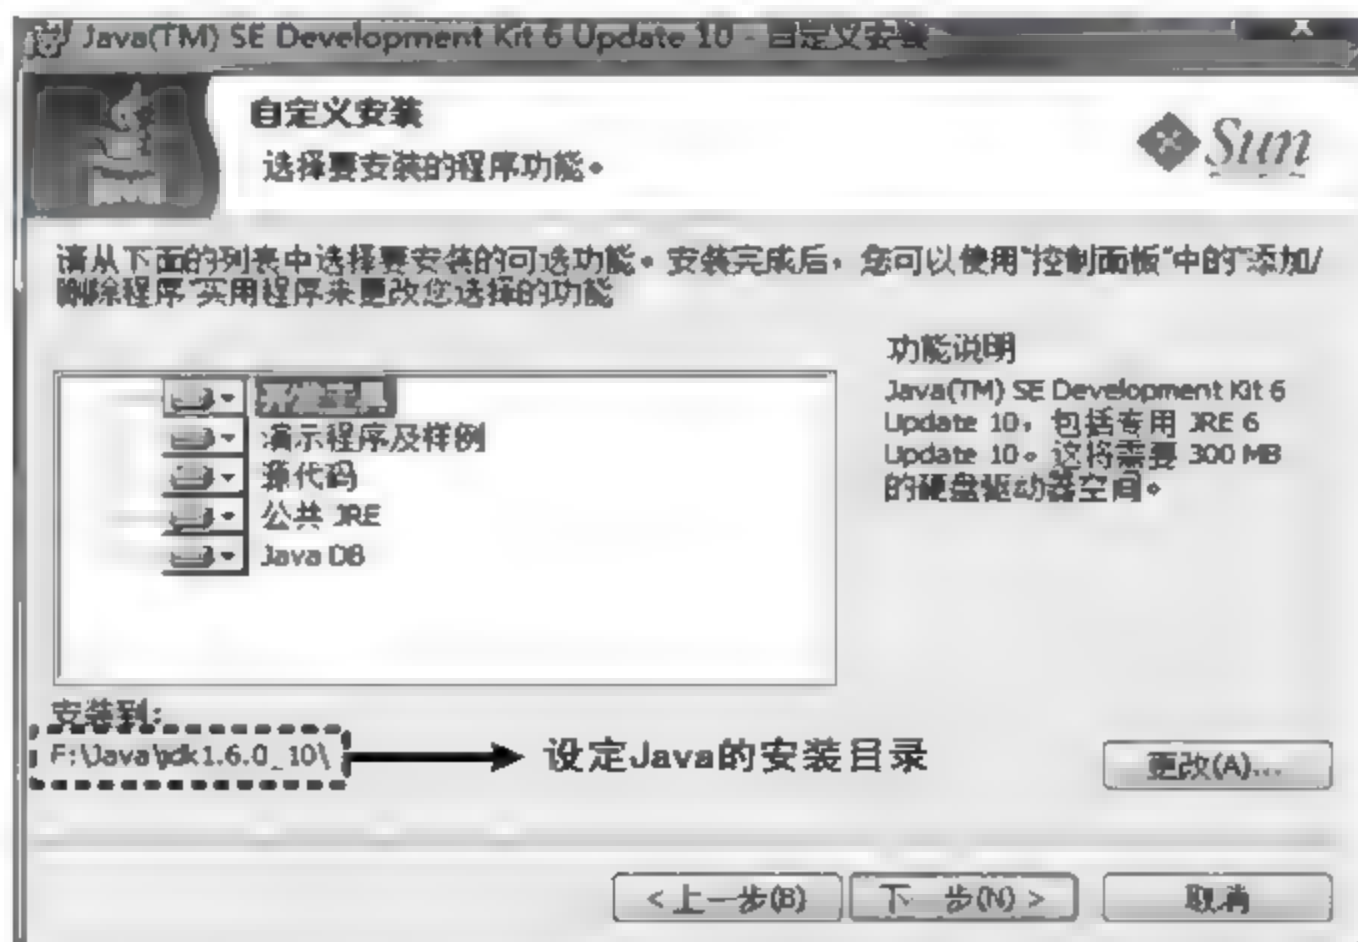 Java(TM) SE Development Kit 6 Update 10 - 自定义安装
自定义安装
选择要安装的程序功能。
Sun
请从下面的列表中选择要安装的可选功能。安装完成后，您可以使用"控制面板"中的"添加/
删除程序"实用程序来更改您选择的功能
功能说明
Java(TM) SE Development Kit 6
Update 10，包括专用 JRE 6
Update 10。这将需要 300 MB
的硬盘驱动器空间。
开发工具
演示程序及样例
源代码
公共 JRE
Java DB
安装到:
F:\Java\jdk1.6.0_10\
设定Java的安装目录
更改(A)...
<上一步(B)
下一步(N) >
取消